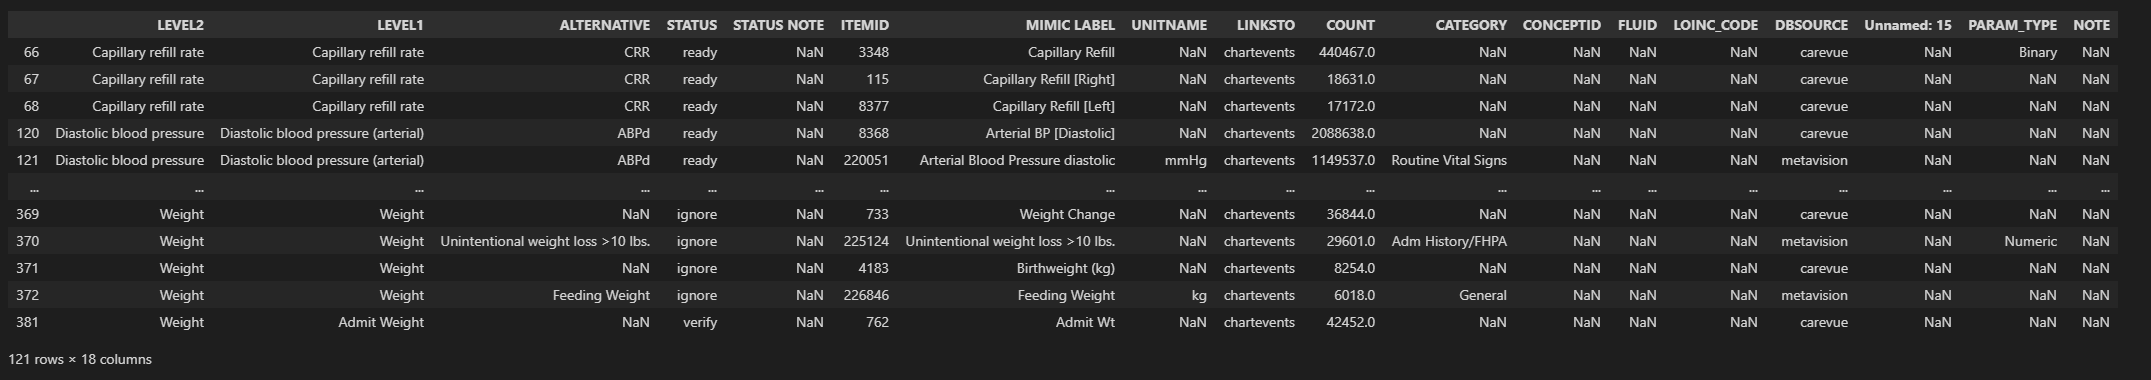 LEVEL2 LEVEL1 ALTERNATIVE STATUS STATUS NOTE ITEMID MIMIC LABEL UNITNAME LINKSTO COUNT CATEGORY CONCEPTID FLUID LOINC_CODE DBSOURCE Unnamed: 15 PARAM_TYPE NOTE
66 Capillary refill rate Capillary refill rate CRR ready NaN 3348 Capillary Refill NaN chartevents 440467.0 NaN NaN NaN NaN carevue NaN Binary NaN
67 Capillary refill rate Capillary refill rate CRR ready NaN 115 Capillary Refill [Right] NaN chartevents 18631.0 NaN NaN NaN NaN carevue NaN NaN NaN
68 Capillary refill rate Capillary refill rate CRR ready NaN 8377 Capillary Refill [Left] NaN chartevents 17172.0 NaN NaN NaN NaN carevue NaN NaN NaN
120 Diastolic blood pressure Diastolic blood pressure (arterial) ABPd ready NaN 8368 Arterial BP [Diastolic] NaN chartevents 2088638.0 NaN NaN NaN NaN carevue NaN NaN NaN
121 Diastolic blood pressure Diastolic blood pressure (arterial) ABPd ready NaN 220051 Arterial Blood Pressure diastolic mmHg chartevents 1149537.0 Routine Vital Signs NaN NaN NaN metavision NaN NaN NaN
... ... ... ... ... ... ... ... ... ... ... ... ... ... ... ... ... ... ...
369 Weight Weight NaN ignore NaN 733 Weight Change NaN chartevents 36844.0 NaN NaN NaN NaN carevue NaN NaN NaN
370 Weight Weight Unintentional weight loss >10 lbs. ignore NaN 225124 Unintentional weight loss >10 lbs. NaN chartevents 29601.0 Adm History/FHPA NaN NaN NaN metavision NaN Numeric NaN
371 Weight Weight NaN ignore NaN 4183 Birthweight (kg) NaN chartevents 8254.0 NaN NaN NaN NaN carevue NaN NaN NaN
372 Weight Weight Feeding Weight ignore NaN 226846 Feeding Weight kg chartevents 6018.0 General NaN NaN NaN metavision NaN NaN NaN
381 Weight Admit Weight NaN verify NaN 762 Admit Wt NaN chartevents 42452.0 NaN NaN NaN NaN carevue NaN NaN NaN
121 rows × 18 columns